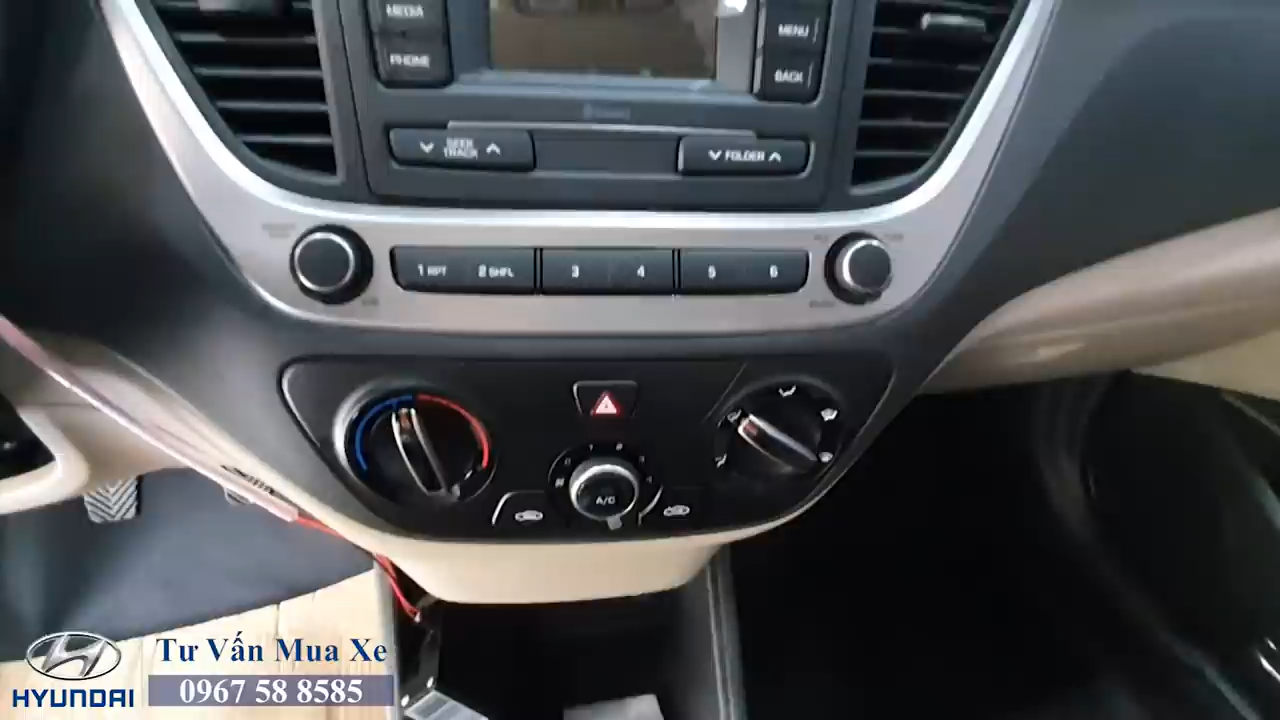 MEDIA
MENU
PHONE
BACK
SEEK
TRACK
FOLDER
1 RPT 2 SHFL 3 4 5 6
A/C
Tư Vấn Mua Xe
HYUNDAI
0967 58 8585